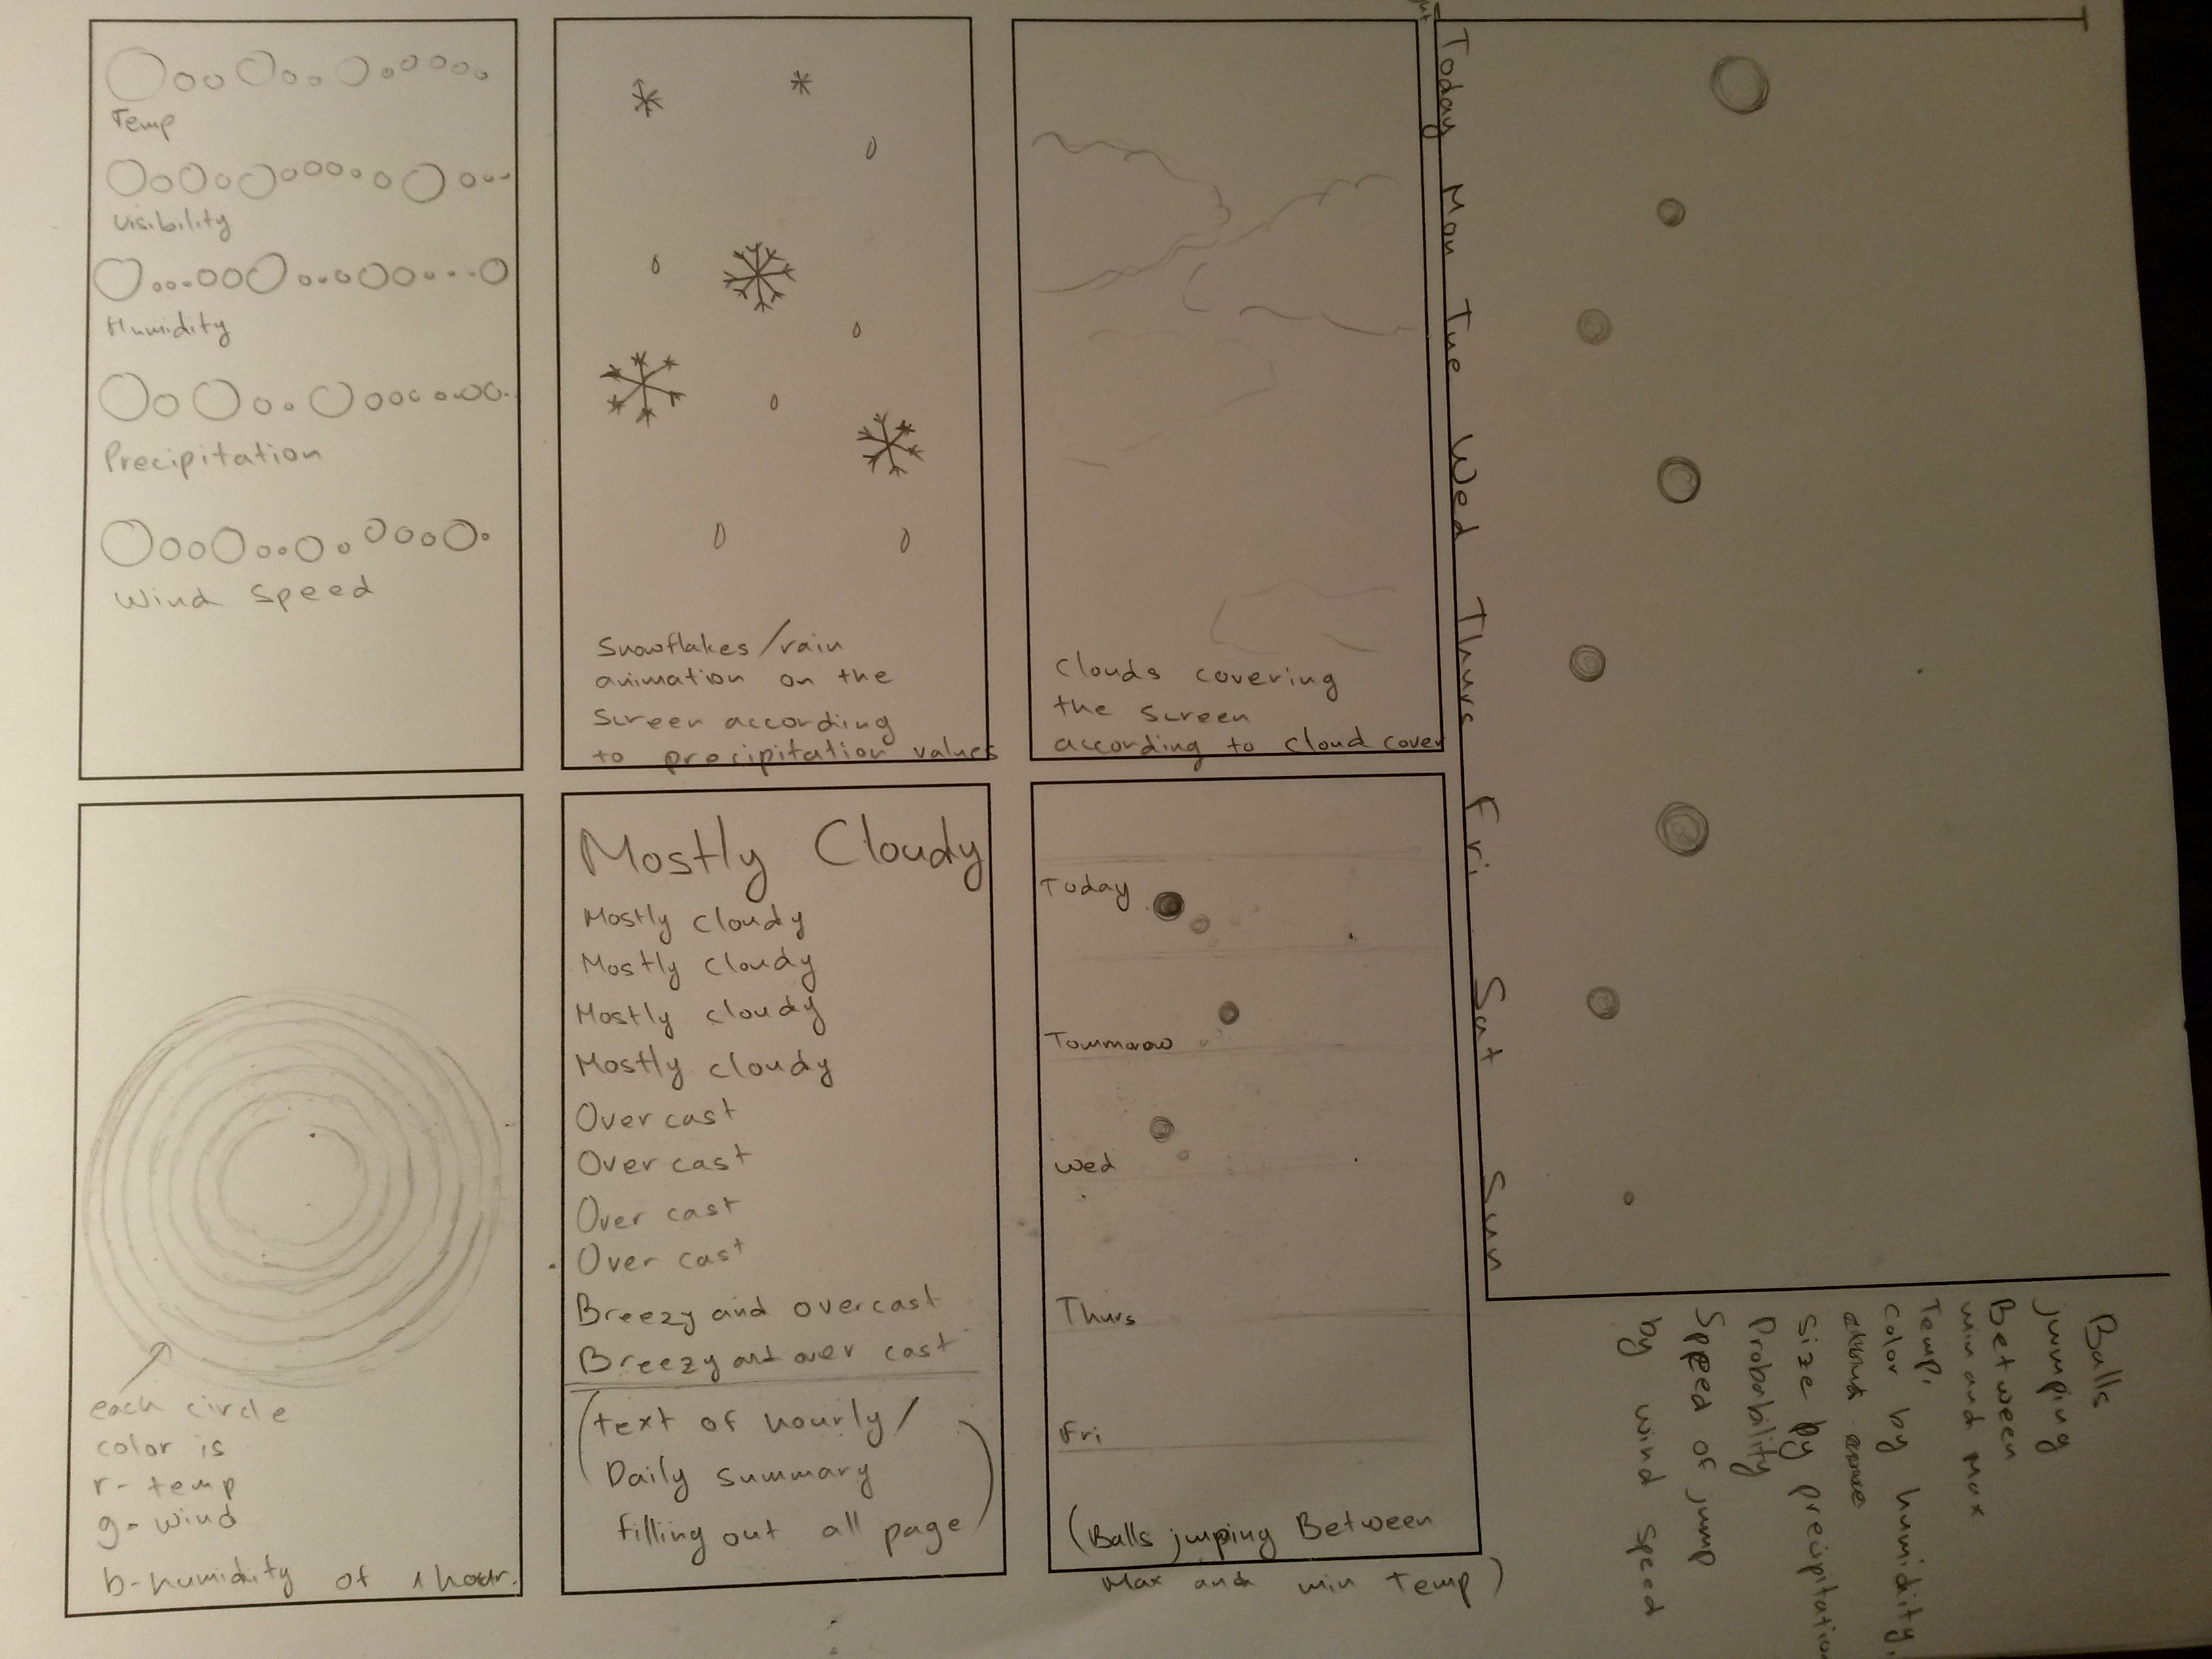 Temp
Visibility
Humidity
Precipitation
Wind Speed
Snowflakes/rain
animation on the
screen according
to precipitation values
Clouds covering
the screen
according to cloud cover
Today Mon Tue Wed Thurs Fri. Sat Sun
each circle
color is
r- temp
g- wind
b- humidity of 1 hour.
Mostly Cloudy
Mostly cloudy
Mostly cloudy
Mostly cloudy
Mostly cloudy
Over cast
Over cast
Over cast
Over cast
Breezy and overcast
Breezy and over cast
(text of hourly/
Daily summary
filling out all page)
Today
Tommorow
Wed
Thurs
Fri
(Balls jumping Between
Max and min temp)
Balls
jumping
Between
min and max
Temp,
color by humidity,
size by precipitation
Probability
Speed of jump
by wind speed